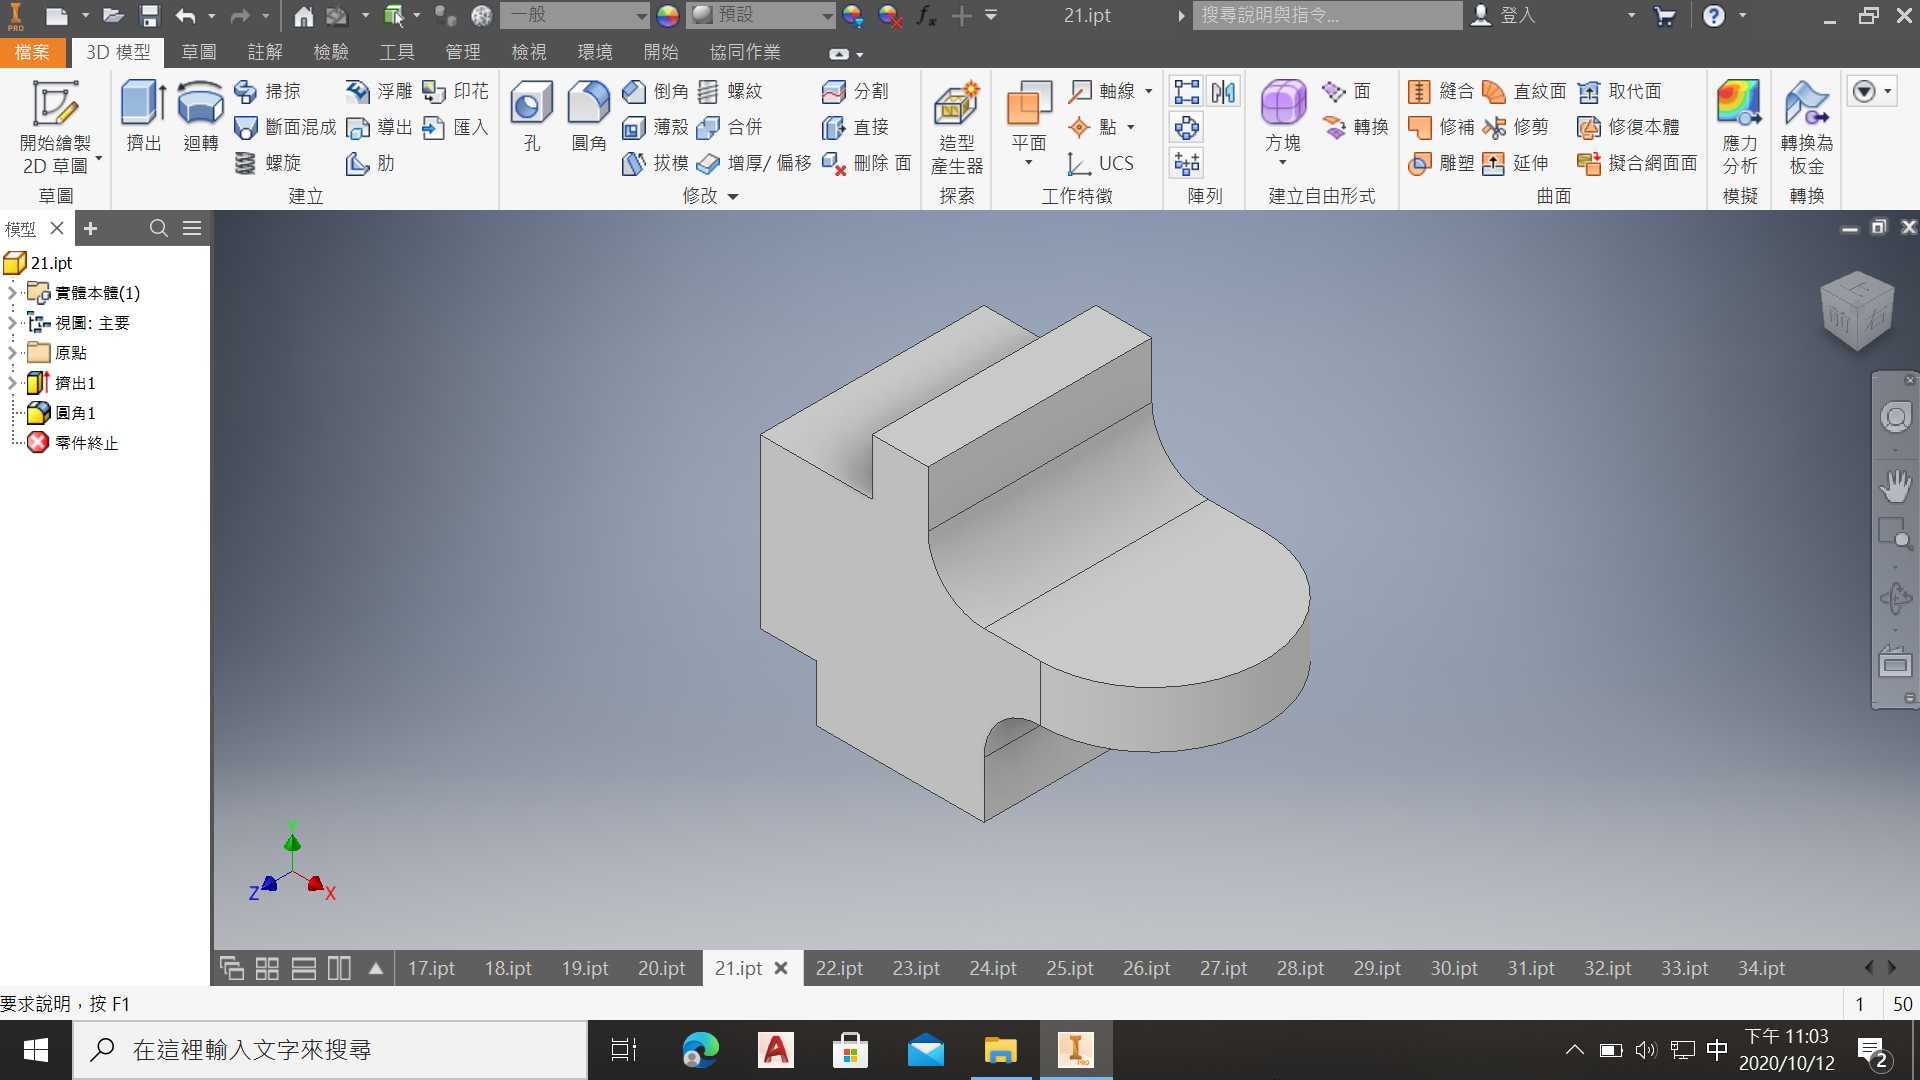 PRO
一般
預設
21.ipt
搜尋說明與指令...
登入
檔案
3D 模型
草圖
註解
檢驗
工具
管理
檢視
環境
開始
協同作業
開始繪製
2D 草圖
草圖
擠出
迴轉
掃掠
斷面混成
螺旋
浮雕
導出
肋
印花
匯入
建立
孔
圓角
倒角
薄殼
拔模
螺紋
合併
增厚/ 偏移
分割
直接
刪除 面
修改
造型
產生器
探索
平面
軸線
點
UCS
工作特徵
陣列
方塊
面
轉換
建立自由形式
縫合
修補
雕塑
直紋面
修剪
延伸
取代面
修復本體
擬合網面面
曲面
應力
分析
模擬
轉換為
板金
轉換
模型
21.ipt
實體本體(1)
視圖: 主要
原點
擠出1
圓角1
零件終止
上
前
右
Y
Z
X
17.ipt
18.ipt
19.ipt
20.ipt
21.ipt
22.ipt
23.ipt
24.ipt
25.ipt
26.ipt
27.ipt
28.ipt
29.ipt
30.ipt
31.ipt
32.ipt
33.ipt
34.ipt
要求說明，按 F1
1
50
在這裡輸入文字來搜尋
中
下午 11:03
2020/10/12
2